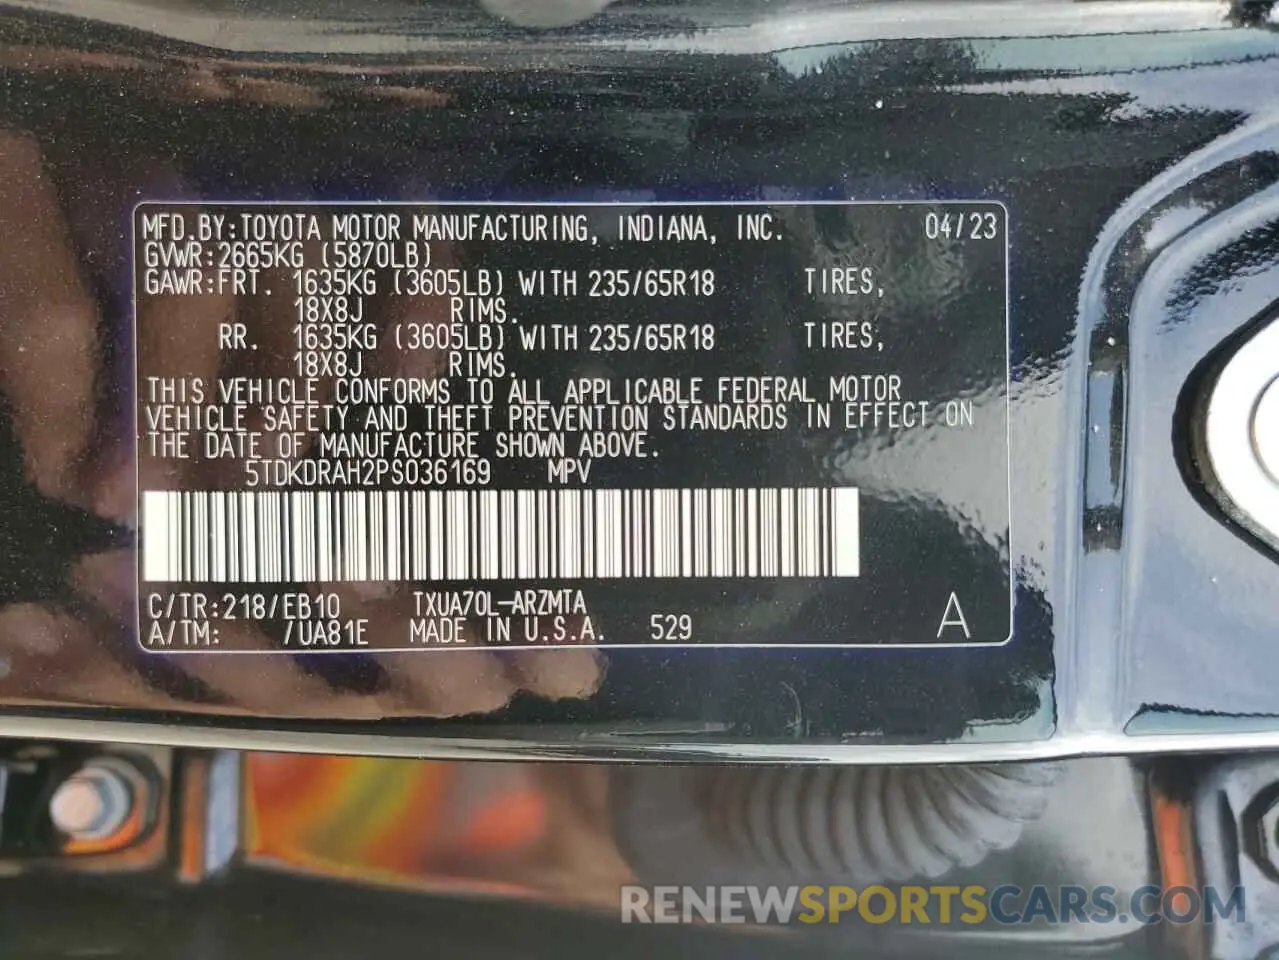 MFD.BY:TOYOTA MOTOR MANUFACTURING, INDIANA, INC. 04/23
GVWR:2665KG (5870LB)
GAWR:FRT. 1635KG (3605LB) WITH 235/65R18 TIRES,
18X8J RIMS.
RR. 1635KG (3605LB) WITH 235/65R18 TIRES,
18X8J RIMS.
THIS VEHICLE CONFORMS TO ALL APPLICABLE FEDERAL MOTOR
VEHICLE SAFETY AND THEFT PREVENTION STANDARDS IN EFFECT ON
THE DATE OF MANUFACTURE SHOWN ABOVE.
5TDKDRAH2PS036169 MPV
C/TR:218/EB10 TXUA70L-ARZMTA
A/TM: /UA81E MADE IN U.S.A. 529 A
RENEWSPORTSCARS.COM